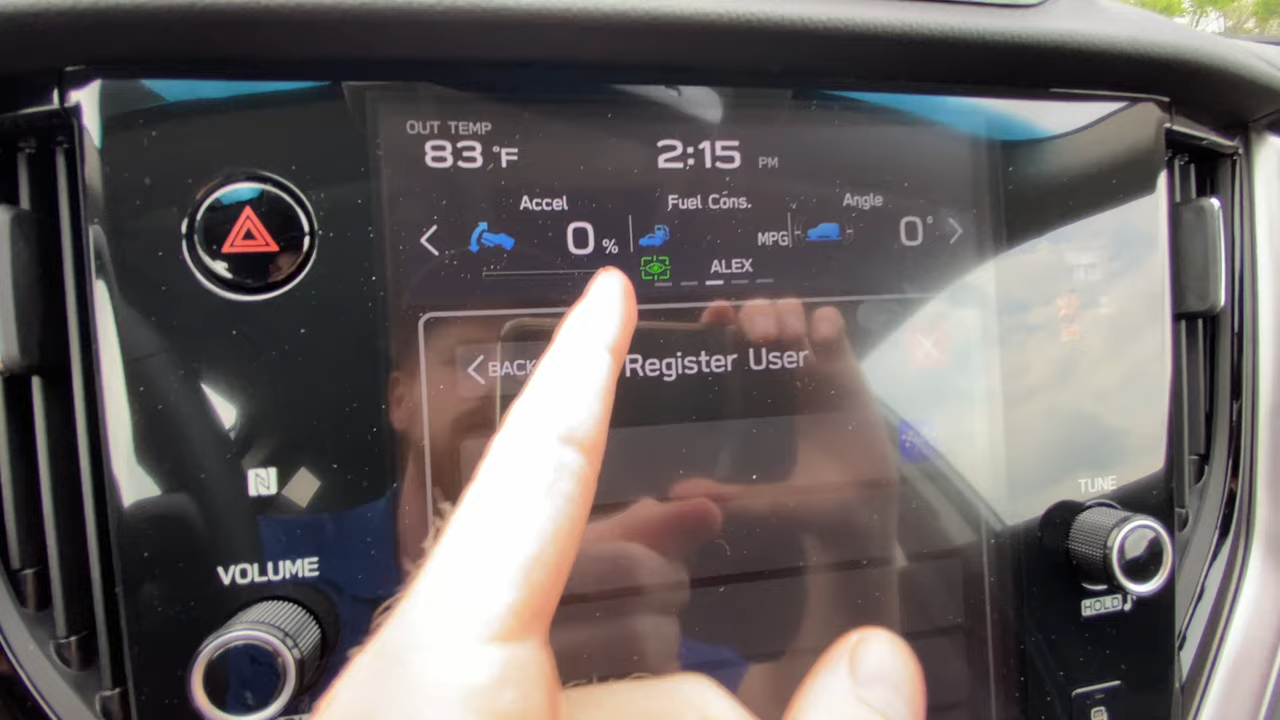 OUT TEMP
83 °F
2:15 PM
Accel
Fuel Cons.
Angle
0 %
MPG
0°
ALEX
BACK
Register User
N
VOLUME
TUNE
HOLD